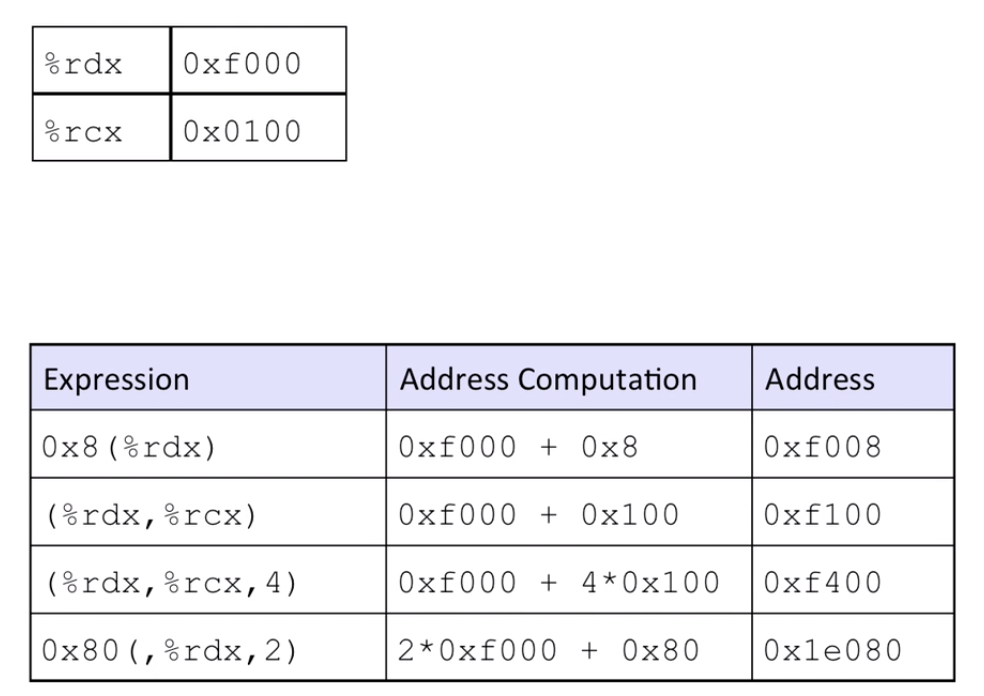 %rdx 0xf000
%rcx 0x0100
Expression Address Computation Address
0x8(%rdx) 0xf000 + 0x8 0xf008
(%rdx,%rcx) 0xf000 + 0x100 0xf100
(%rdx,%rcx,4) 0xf000 + 4*0x100 0xf400
0x80(,%rdx,2) 2*0xf000 + 0x80 0x1e080